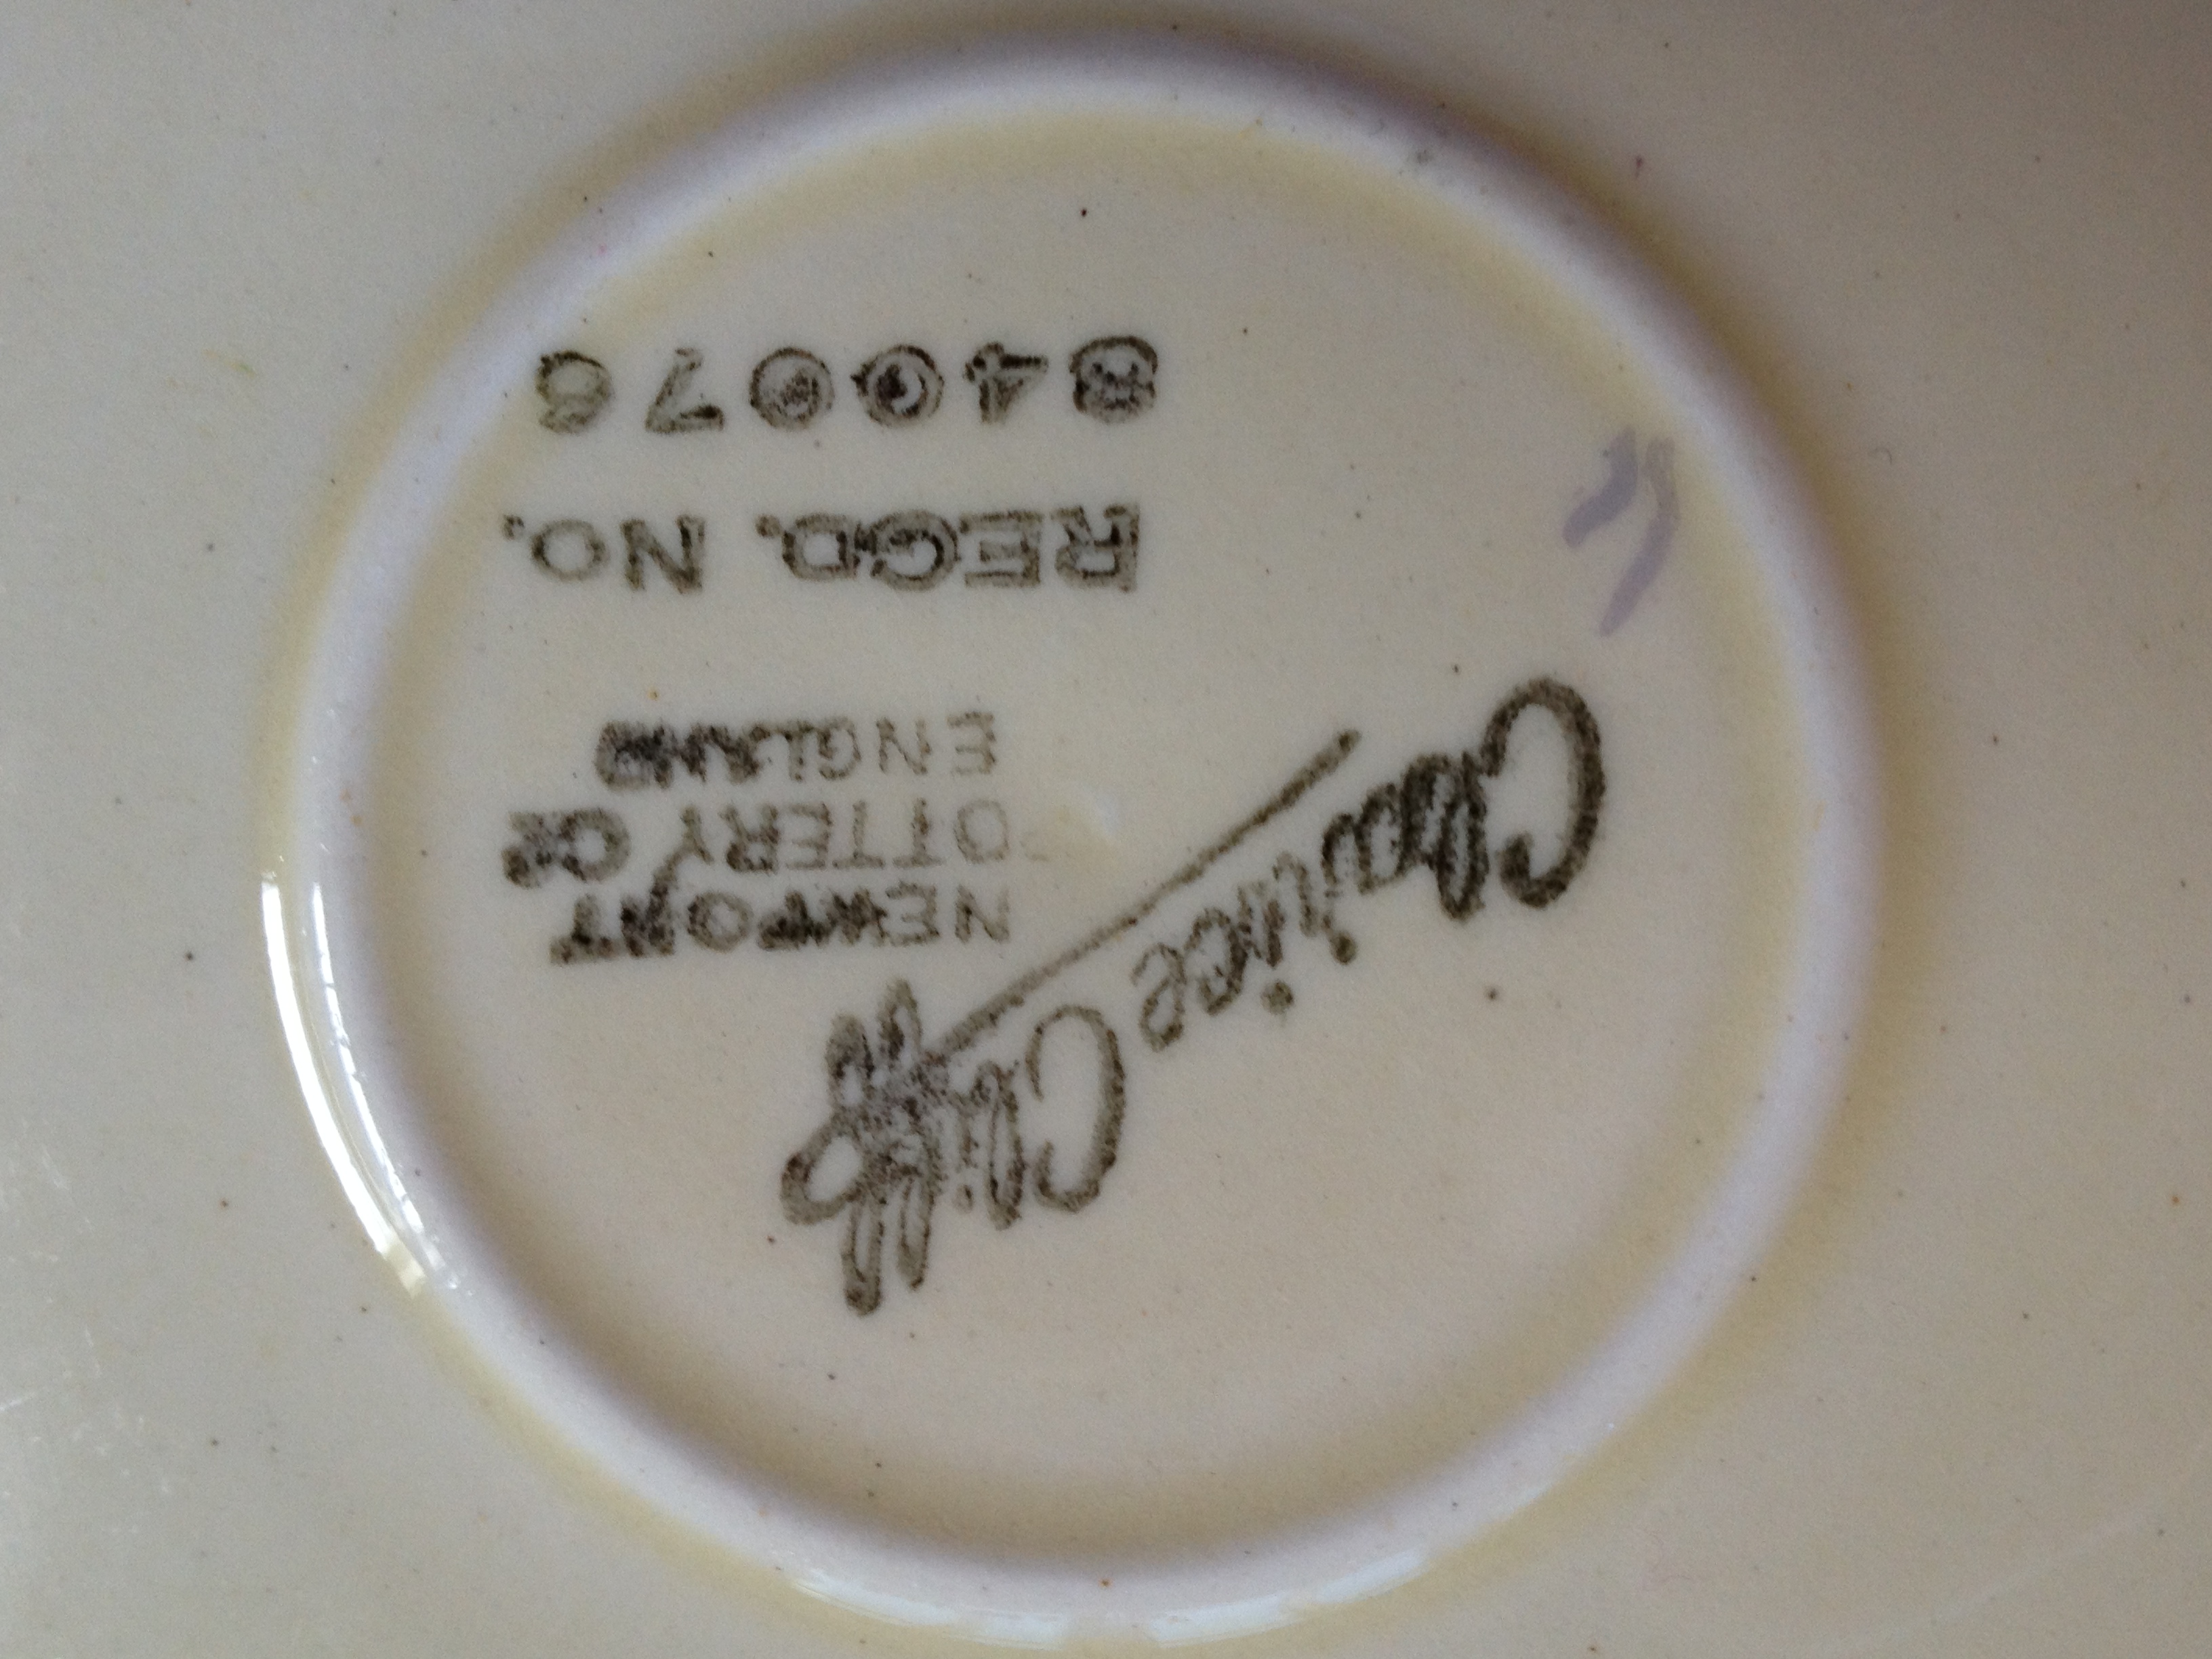 Clarice Cliff
NEWPORT
POTTERY Co
ENGLAND
REGD. No.
840076